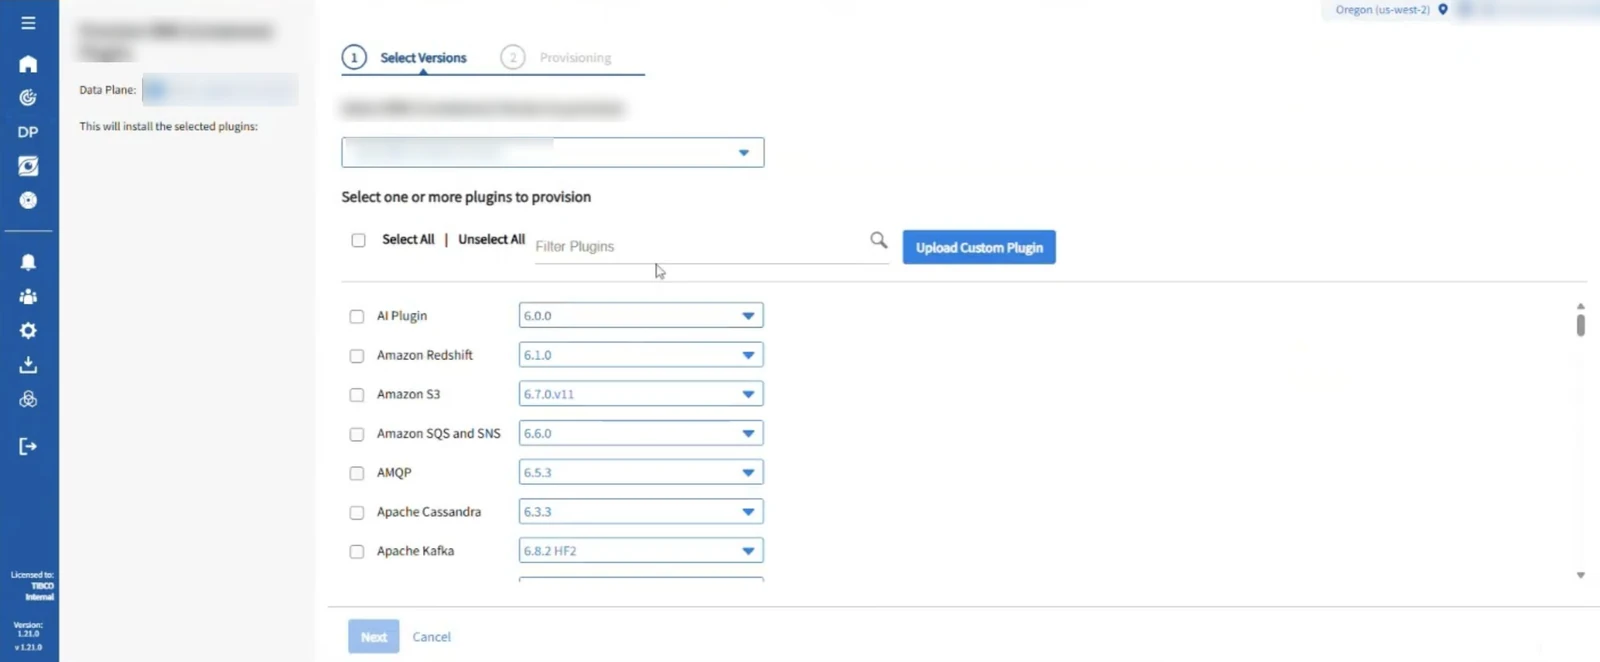 Oregon (us-west-2)
DP
Licensed to:
TIBCO
Internal
Version:
1.21.0
v 1.21.0
Data Plane:
This will install the selected plugins:
1 Select Versions 2 Provisioning
Select one or more plugins to provision
Select All | Unselect All Filter Plugins Upload Custom Plugin
AI Plugin 6.0.0
Amazon Redshift 6.1.0
Amazon S3 6.7.0.v11
Amazon SQS and SNS 6.6.0
AMQP 6.5.3
Apache Cassandra 6.3.3
Apache Kafka 6.8.2 HF2
Next Cancel